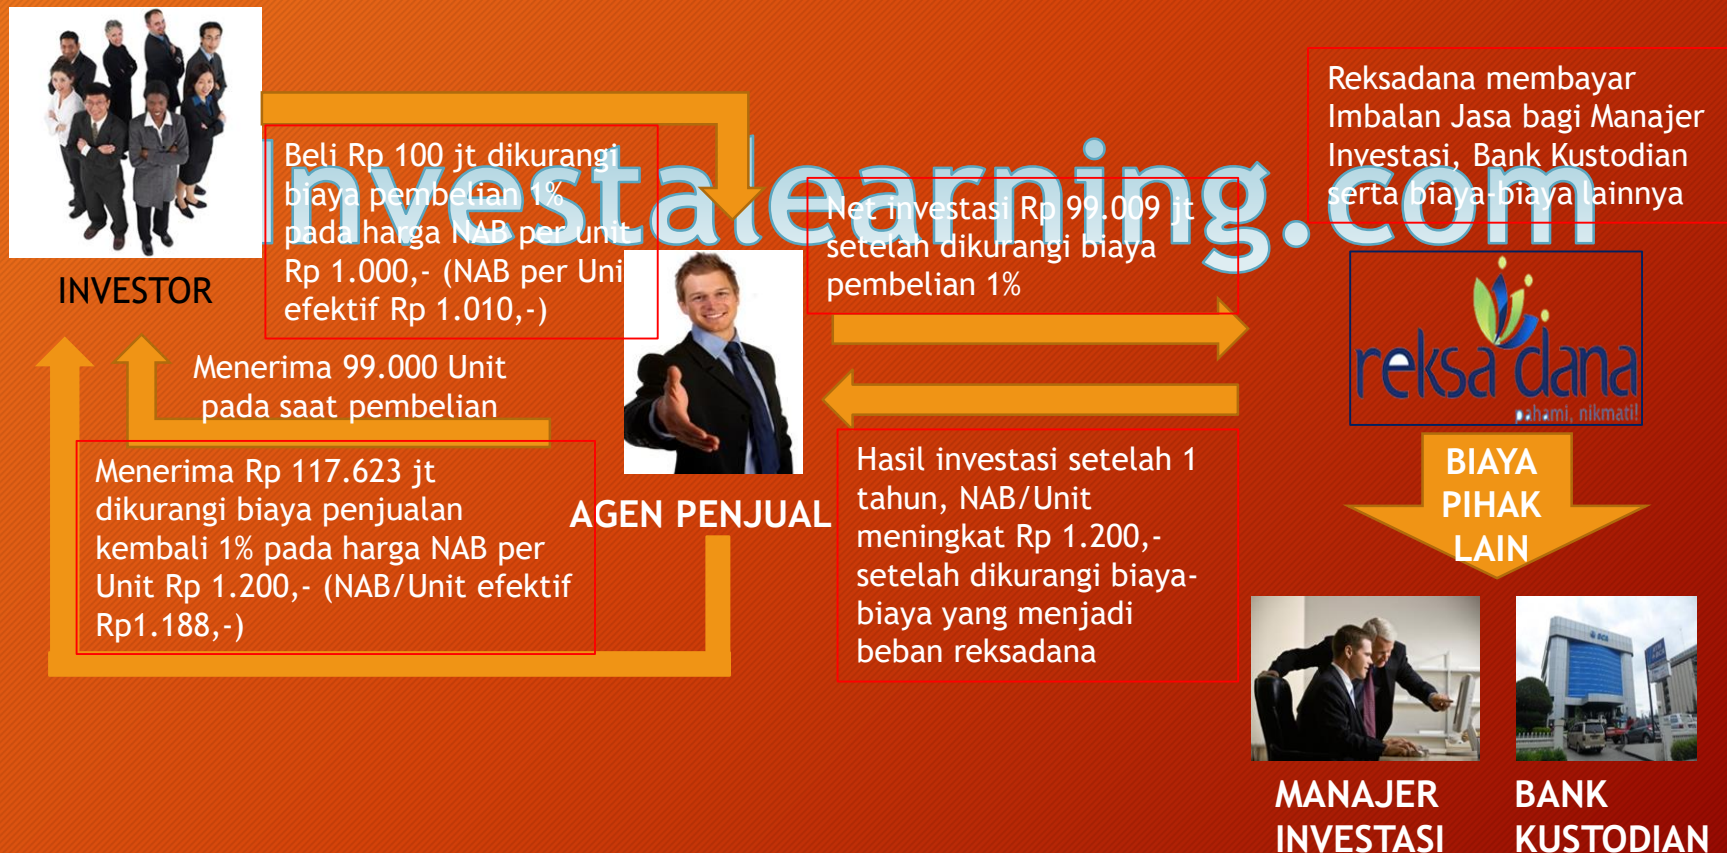 Investalearning.com
INVESTOR
Beli Rp 100 jt dikurangi
biaya pembelian 1%
pada harga NAB per unit
Rp 1.000,- (NAB per Uni
efektif Rp 1.010,-)
Menerima 99.000 Unit
pada saat pembelian
Menerima Rp 117.623 jt
dikurangi biaya penjualan
kembali 1% pada harga NAB per
Unit Rp 1.200,- (NAB/Unit efektif
Rp1.188,-)
AGEN PENJUAL
Net investasi Rp 99.009 jt
setelah dikurangi biaya
pembelian 1%
Hasil investasi setelah 1
tahun, NAB/Unit
meningkat Rp 1.200,-
setelah dikurangi biaya-
biaya yang menjadi
beban reksadana
Reksadana membayar
Imbalan Jasa bagi Manajer
Investasi, Bank Kustodian
serta biaya-biaya lainnya
reksa dana
pahami, nikmati!
BIAYA
PIHAK
LAIN
MANAJER
INVESTASI
BCA
BANK
KUSTODIAN